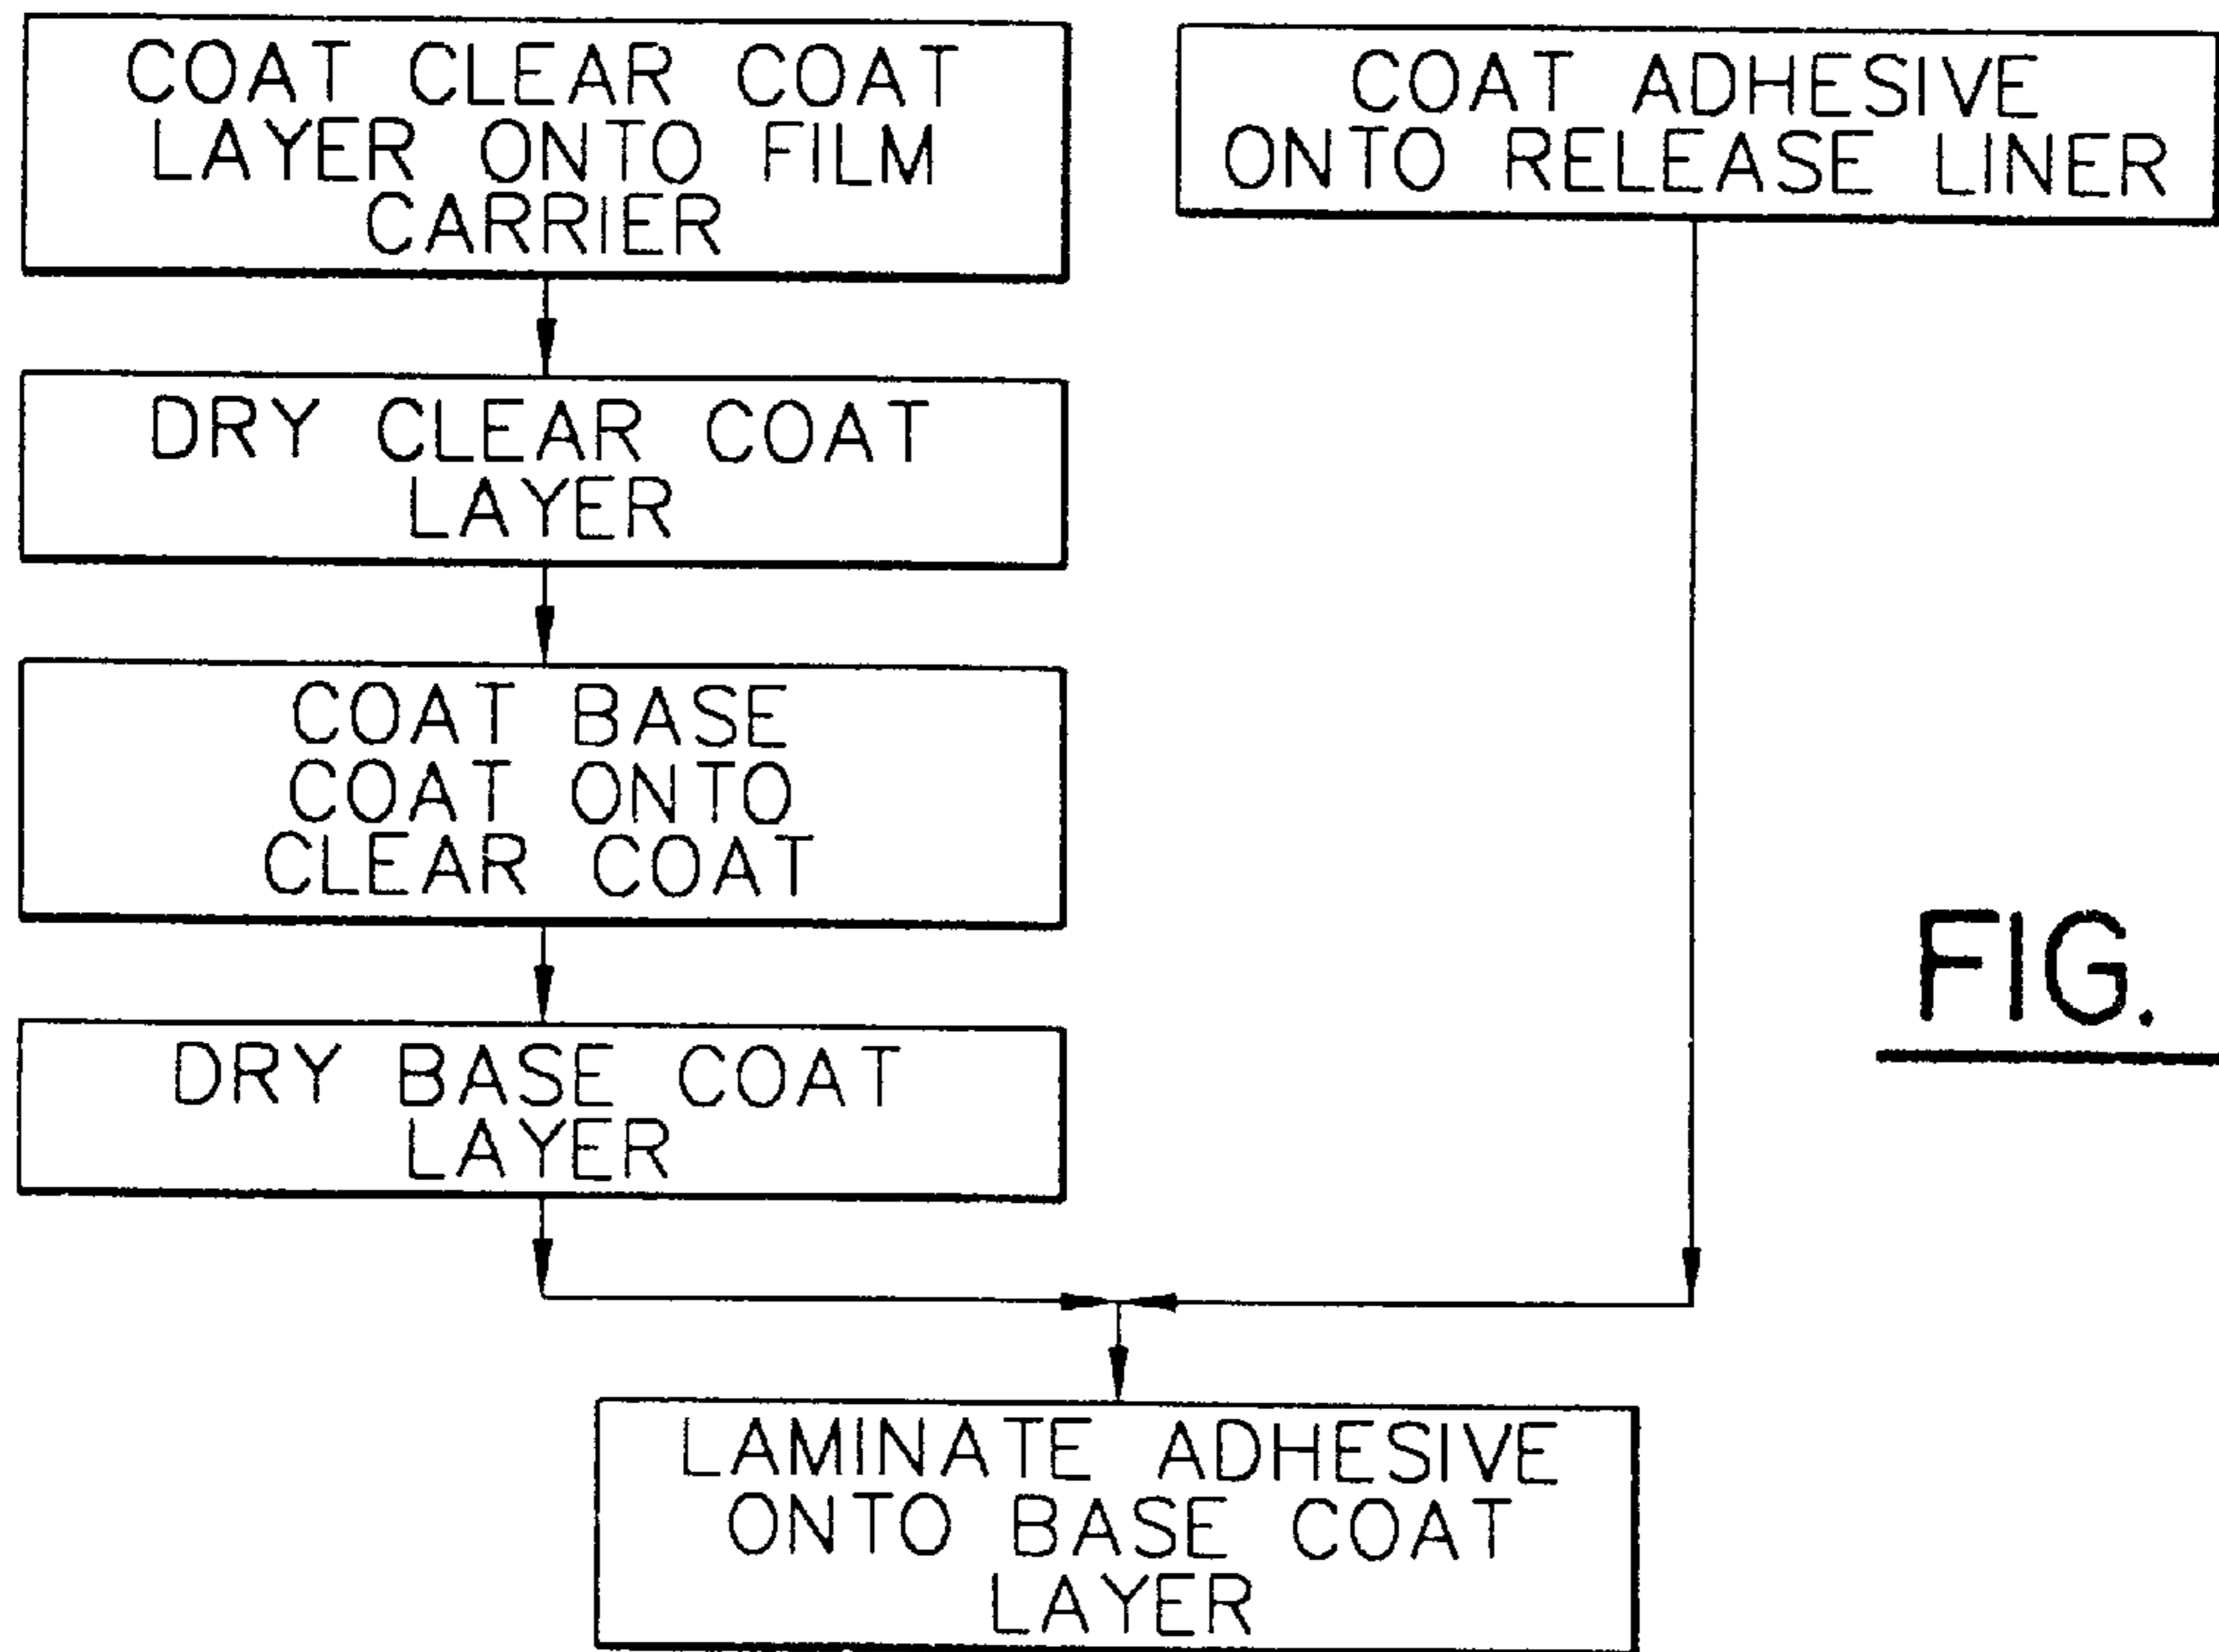 COAT CLEAR COAT
LAYER ONTO FILM
CARRIER
COAT ADHESIVE
ONTO RELEASE LINER
DRY CLEAR COAT
LAYER
COAT BASE
COAT ONTO
CLEAR COAT
DRY BASE COAT
LAYER
FIG.
LAMINATE ADHESIVE
ONTO BASE COAT
LAYER